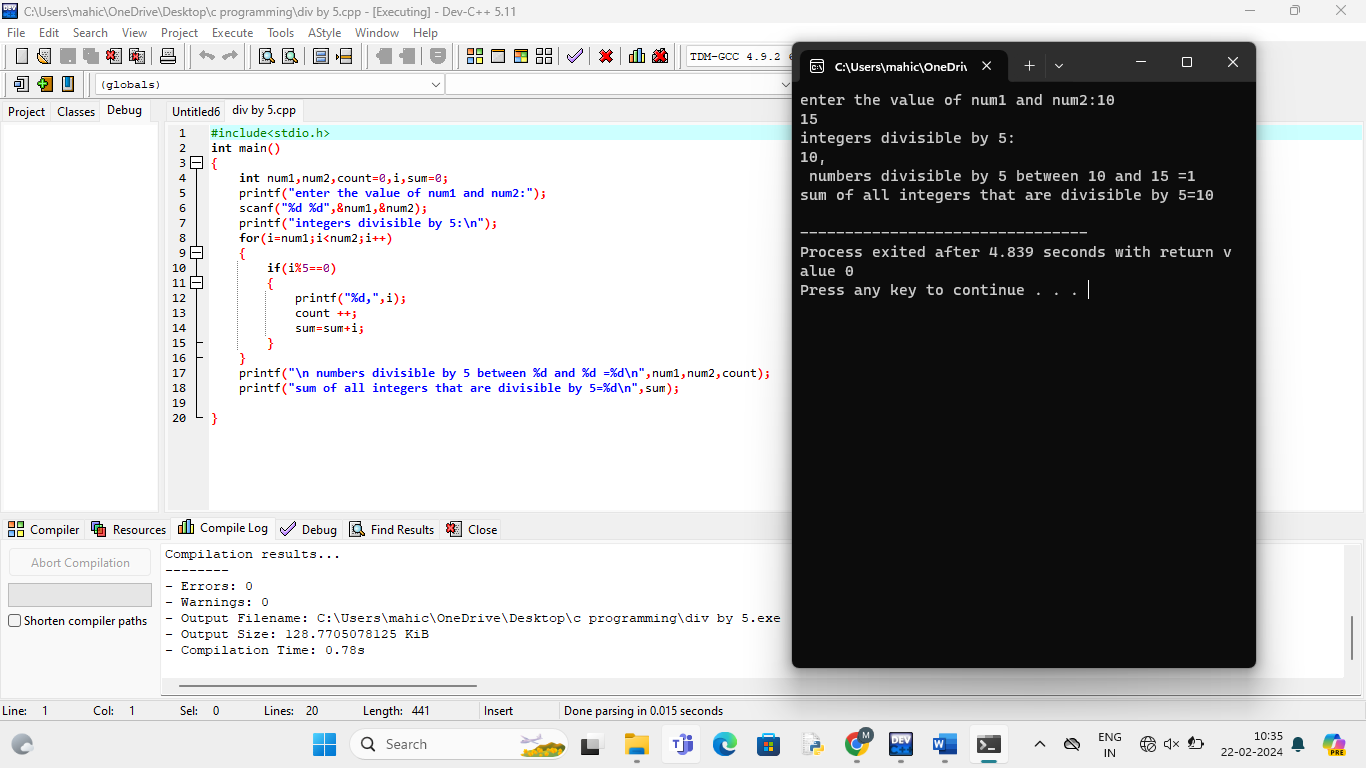 C:\Users\mahic\OneDrive\Desktop\c programming\div by 5.cpp - [Executing] - Dev-C++ 5.11
File Edit Search View Project Execute Tools AStyle Window Help
TDM-GCC 4.9.2
(globals)
Project Classes Debug
Untitled6 div by 5.cpp
1 #include<stdio.h>
2 int main()
3 {
4 int num1,num2,count=0,i,sum=0;
5 printf("enter the value of num1 and num2:");
6 scanf("%d %d",&num1,&num2);
7 printf("integers divisible by 5:\n");
8 for(i=num1;i<num2;i++)
9 {
10 if(i%5==0)
11 {
12 printf("%d,",i);
13 count ++;
14 sum=sum+i;
15 }
16 }
17 printf("\n numbers divisible by 5 between %d and %d =%d\n",num1,num2,count);
18 printf("sum of all integers that are divisible by 5=%d\n",sum);
19
20 }
C:\Users\mahic\OneDri
enter the value of num1 and num2:10
15
integers divisible by 5:
10,
numbers divisible by 5 between 10 and 15 =1
sum of all integers that are divisible by 5=10
--------------------------------
Process exited after 4.839 seconds with return v
alue 0
Press any key to continue . . .
Compiler Resources Compile Log Debug Find Results Close
Abort Compilation
Shorten compiler paths
Compilation results...
--------
- Errors: 0
- Warnings: 0
- Output Filename: C:\Users\mahic\OneDrive\Desktop\c programming\div by 5.exe
- Output Size: 128.7705078125 KiB
- Compilation Time: 0.78s
Line: 1 Col: 1 Sel: 0 Lines: 20 Length: 441 Insert Done parsing in 0.015 seconds
Search
DEV
M
W
ENG
IN
10:35
22-02-2024
PRE